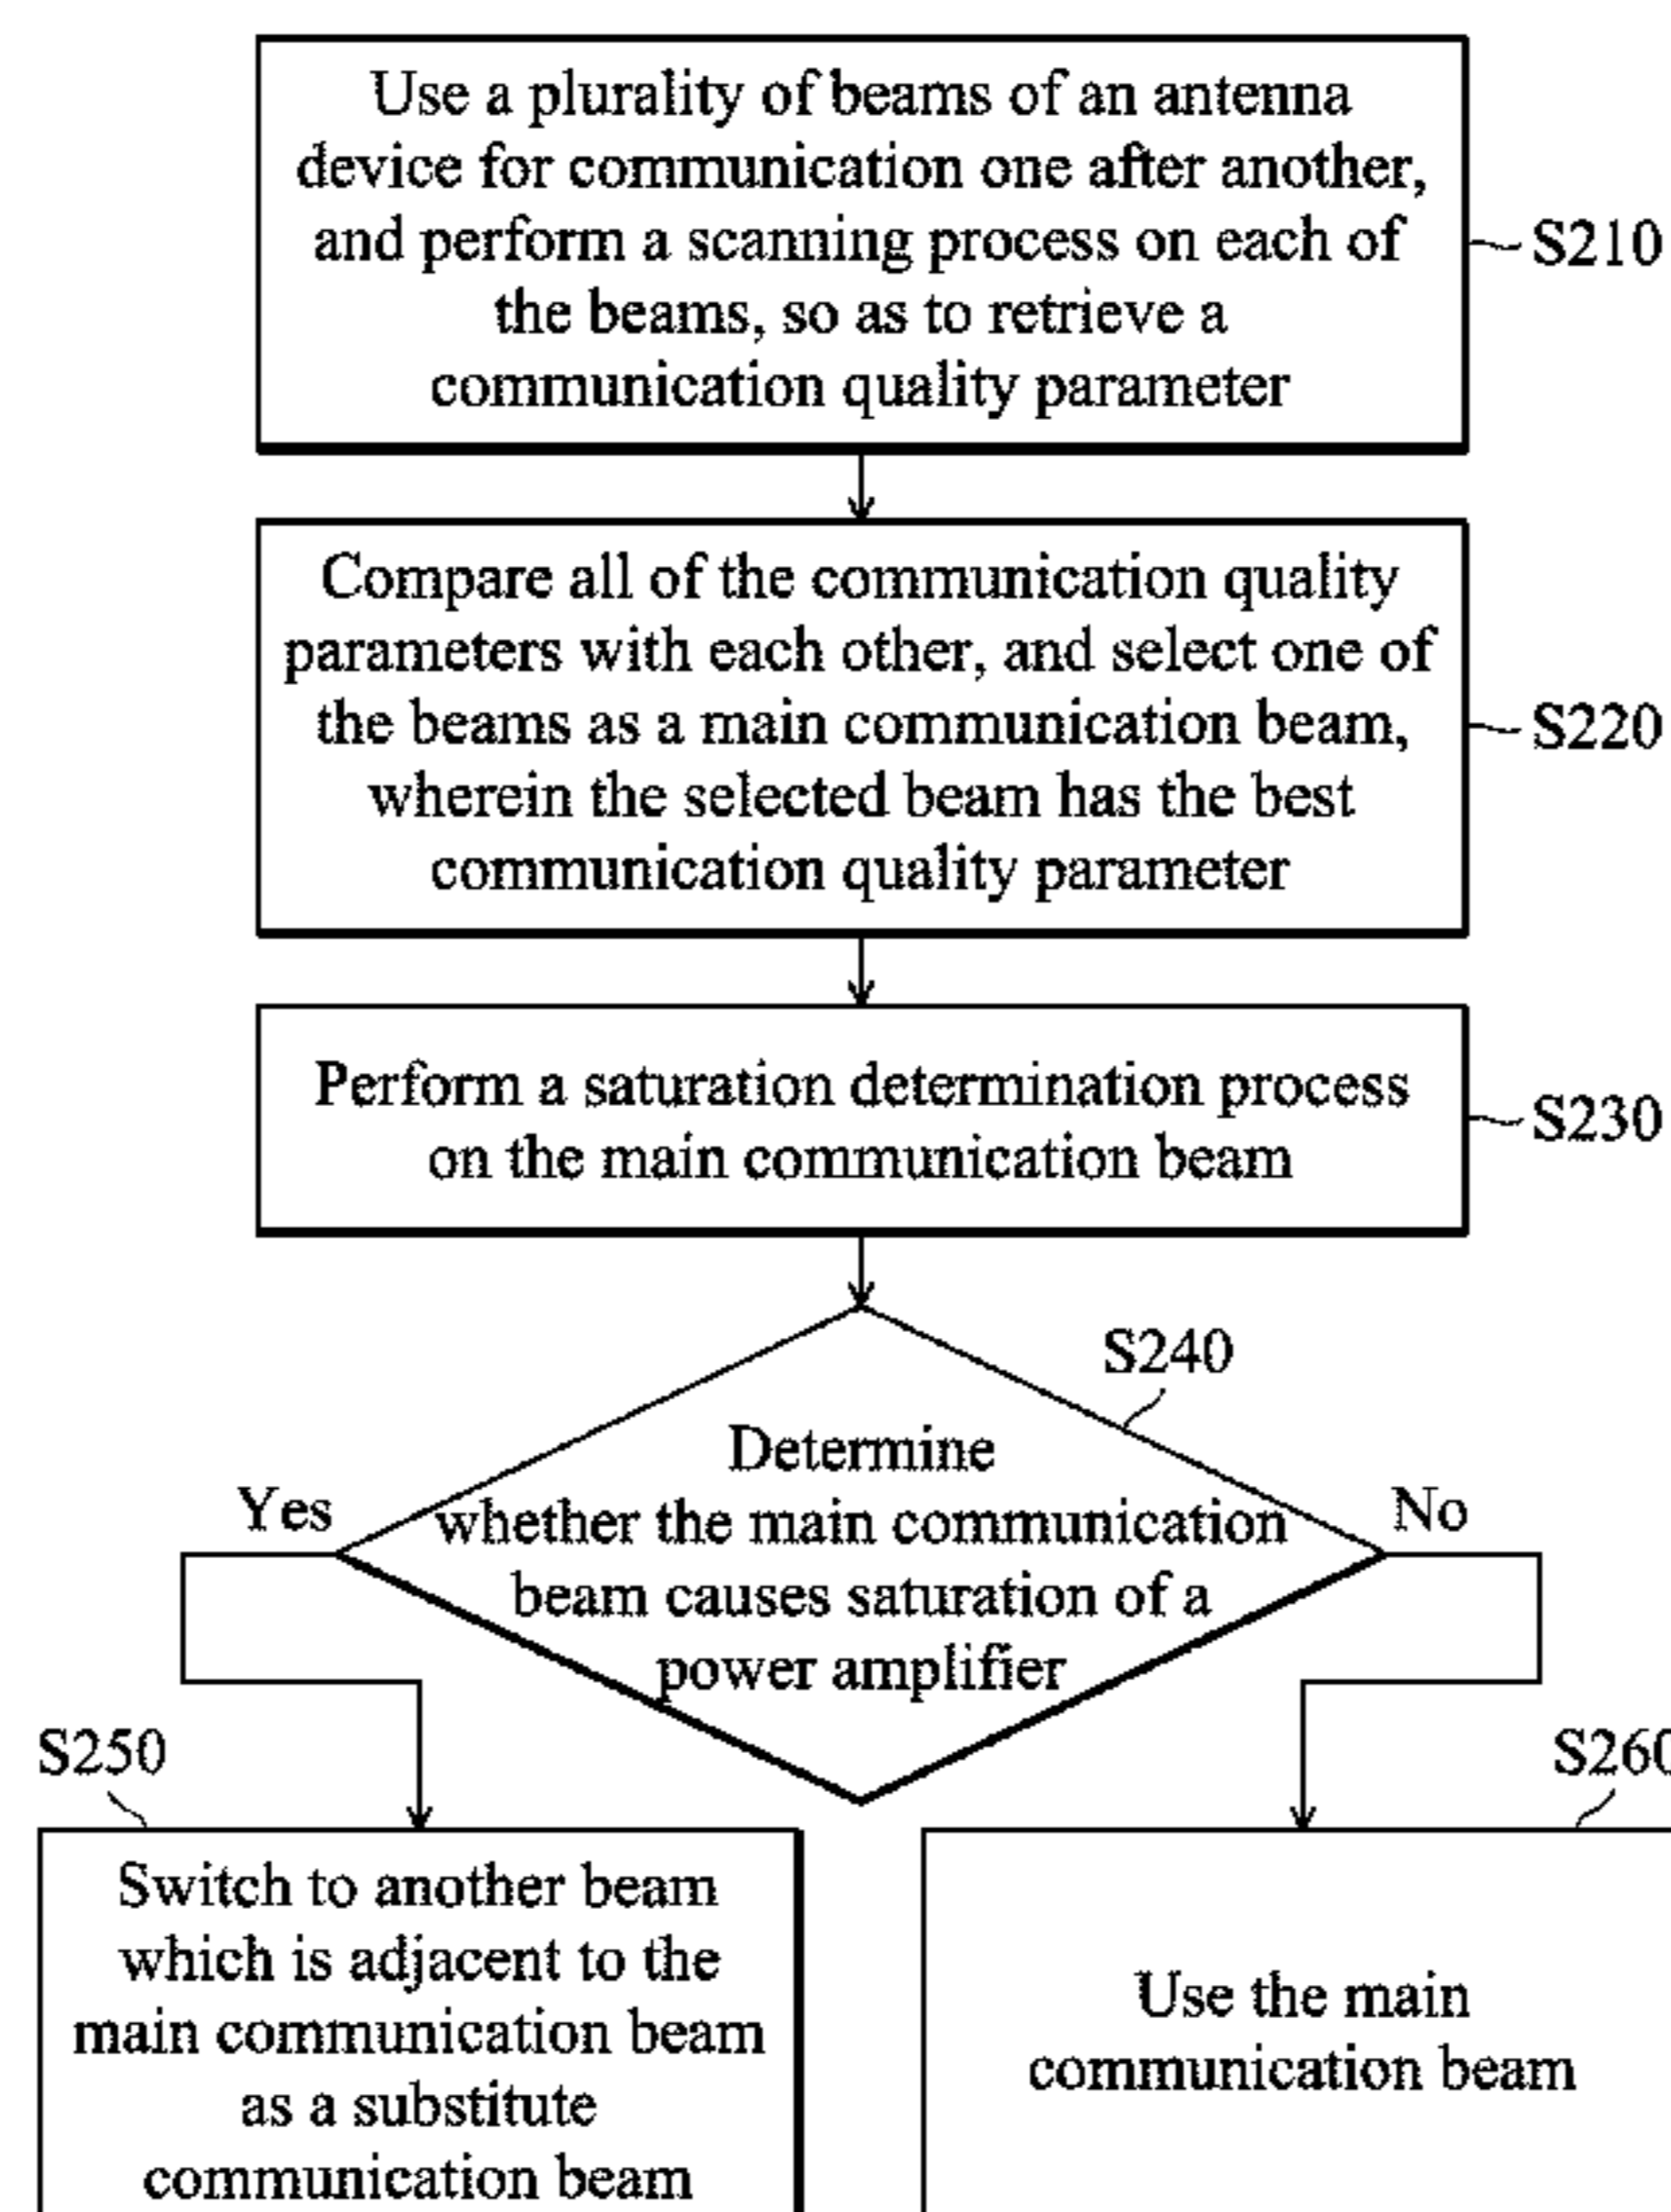 Use a plurality of beams of an antenna
device for communication one after another,
and perform a scanning process on each of
the beams, so as to retrieve a
communication quality parameter
S210
Compare all of the communication quality
parameters with each other, and select one of
the beams as a main communication beam,
wherein the selected beam has the best
communication quality parameter
S220
Perform a saturation determination process
on the main communication beam
S230
S240
Determine
whether the main communication
beam causes saturation of a
power amplifier
Yes
No
S250
Switch to another beam
which is adjacent to the
main communication beam
as a substitute
communication beam
S260
Use the main
communication beam